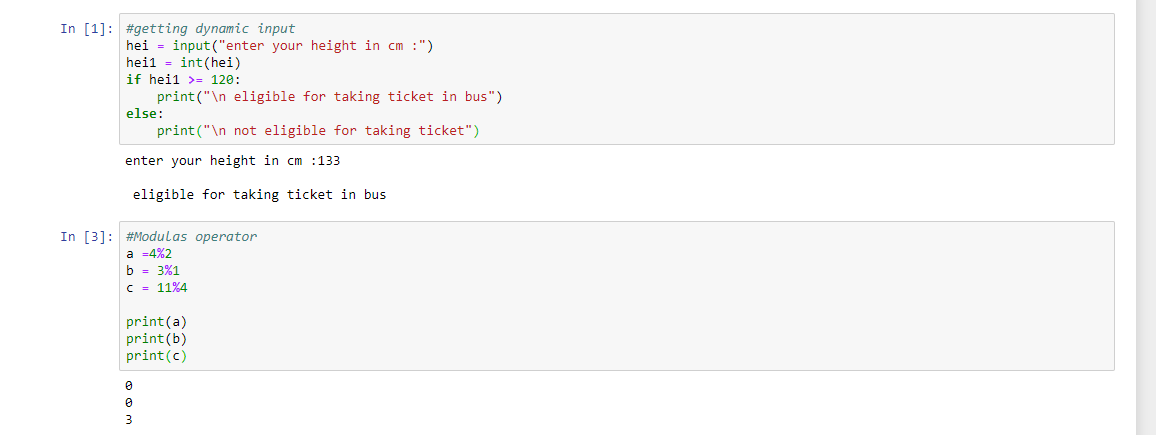 In [1]: #getting dynamic input
hei = input("enter your height in cm :")
hei1 = int(hei)
if hei1 >= 120:
    print("\n eligible for taking ticket in bus")
else:
    print("\n not eligible for taking ticket")
enter your height in cm :133
 eligible for taking ticket in bus
In [3]: #Modulas operator
a =4%2
b = 3%1
c = 11%4
print(a)
print(b)
print(c)
0
0
3